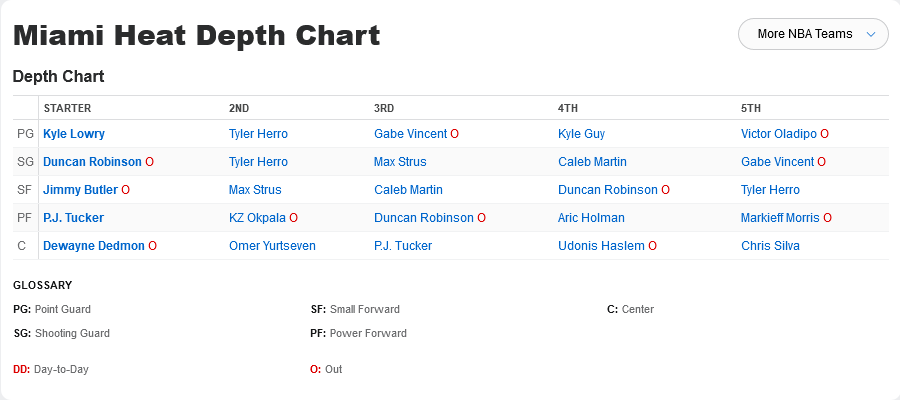 Miami Heat Depth Chart
More NBA Teams
Depth Chart
STARTER 2ND 3RD 4TH 5TH
PG Kyle Lowry Tyler Herro Gabe Vincent O Kyle Guy Victor Oladipo O
SG Duncan Robinson O Tyler Herro Max Strus Caleb Martin Gabe Vincent O
SF Jimmy Butler O Max Strus Caleb Martin Duncan Robinson O Tyler Herro
PF P.J. Tucker KZ Okpala O Duncan Robinson O Aric Holman Markieff Morris O
C Dewayne Dedmon O Omer Yurtseven P.J. Tucker Udonis Haslem O Chris Silva
GLOSSARY
PG: Point Guard SF: Small Forward C: Center
SG: Shooting Guard PF: Power Forward
DD: Day-to-Day O: Out